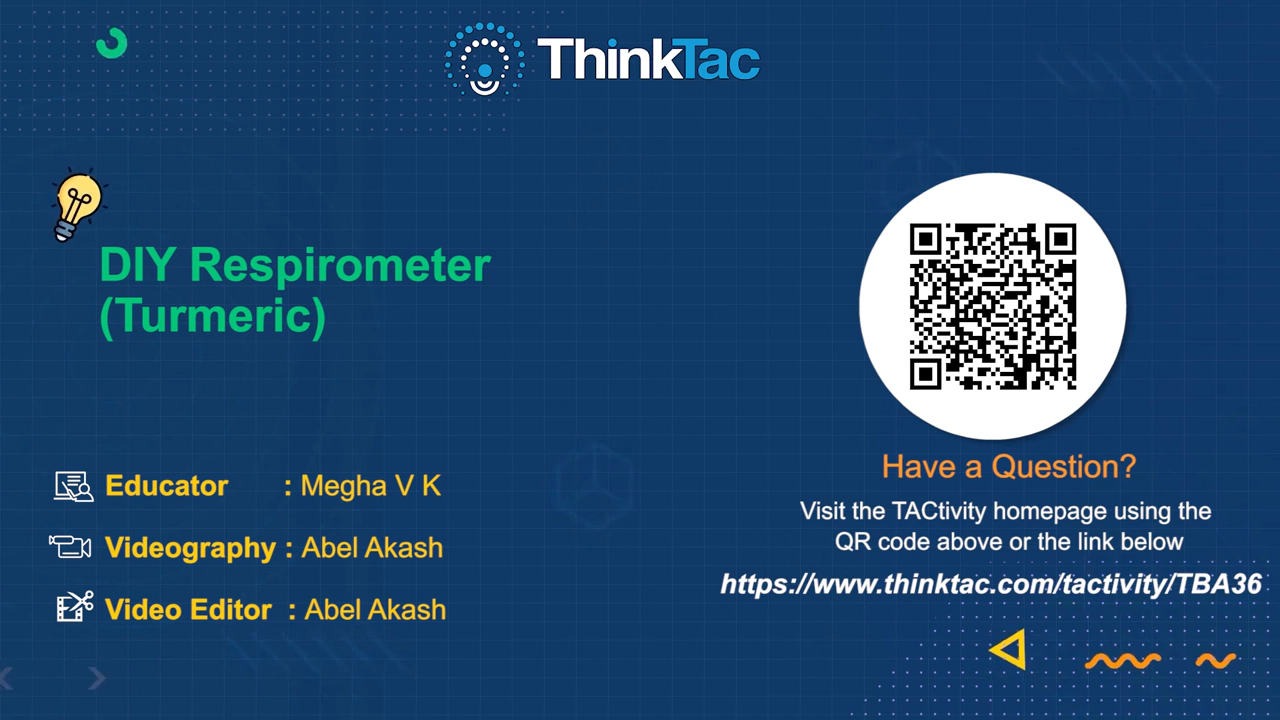 ThinkTac
DIY Respirometer
(Turmeric)
Educator : Megha V K
Videography : Abel Akash
Video Editor : Abel Akash
Have a Question?
Visit the TACtivity homepage using the
QR code above or the link below
https://www.thinktac.com/tactivity/TBA36